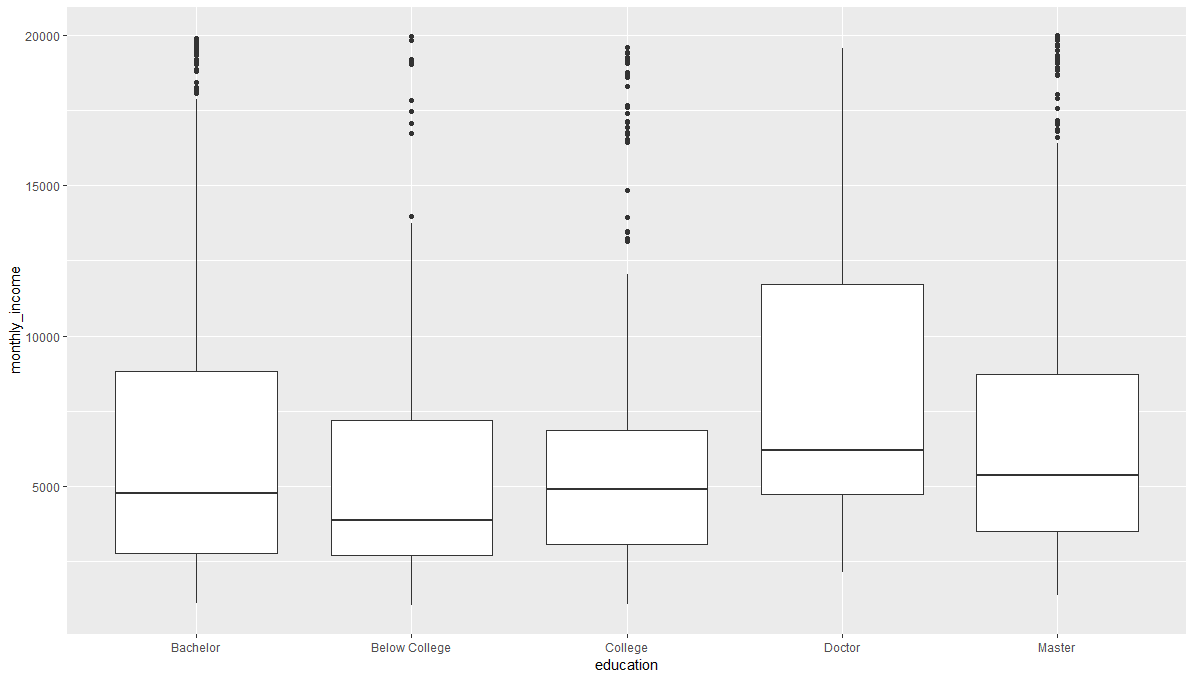 20000
15000
10000
5000
monthly_income
Bachelor
Below College
College
Doctor
Master
education